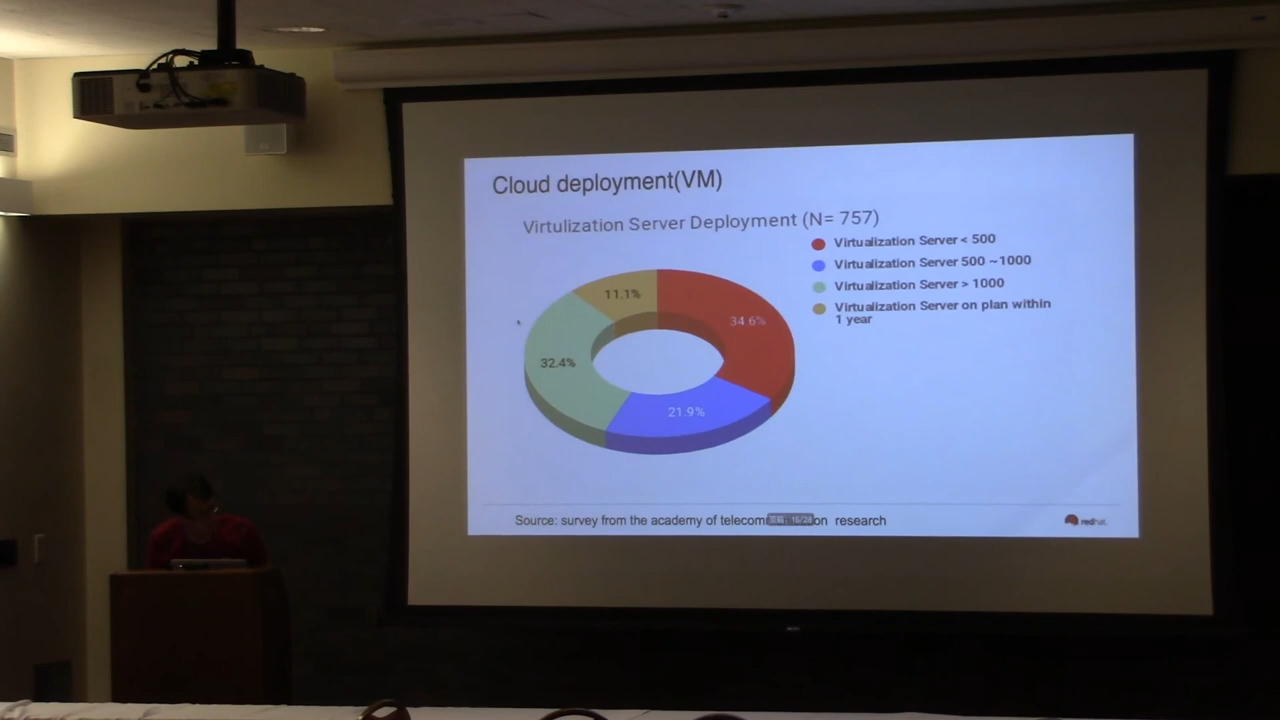 Cloud deployment(VM)
Virtulization Server Deployment (N= 757)
Virtualization Server < 500
Virtualization Server 500 ~1000
Virtualization Server > 1000
Virtualization Server on plan within
1 year
11.1%
34.6%
32.4%
21.9%
Source: survey from the academy of telecom on research
16/28
redhat.